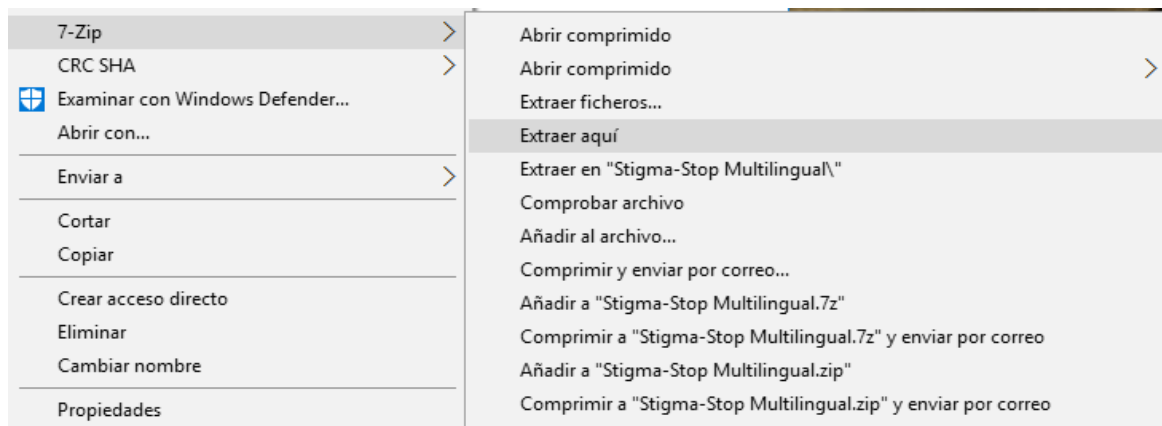 7-Zip
CRC SHA
Examinar con Windows Defender...
Abrir con...
Enviar a
Cortar
Copiar
Crear acceso directo
Eliminar
Cambiar nombre
Propiedades
Abrir comprimido
Abrir comprimido
Extraer ficheros...
Extraer aquí
Extraer en "Stigma-Stop Multilingual\"
Comprobar archivo
Añadir al archivo...
Comprimir y enviar por correo...
Añadir a "Stigma-Stop Multilingual.7z"
Comprimir a "Stigma-Stop Multilingual.7z" y enviar por correo
Añadir a "Stigma-Stop Multilingual.zip"
Comprimir a "Stigma-Stop Multilingual.zip" y enviar por correo